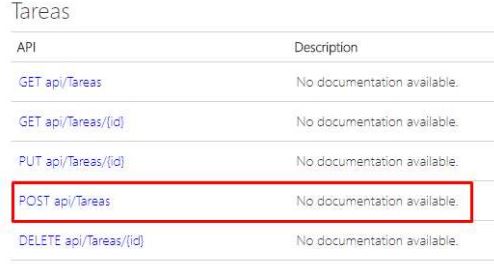 Tareas
API Description
GET api/Tareas No documentation available.
GET api/Tareas/{id} No documentation available.
PUT api/Tareas/{id} No documentation available.
POST api/Tareas No documentation available.
DELETE api/Tareas/{id} No documentation available.